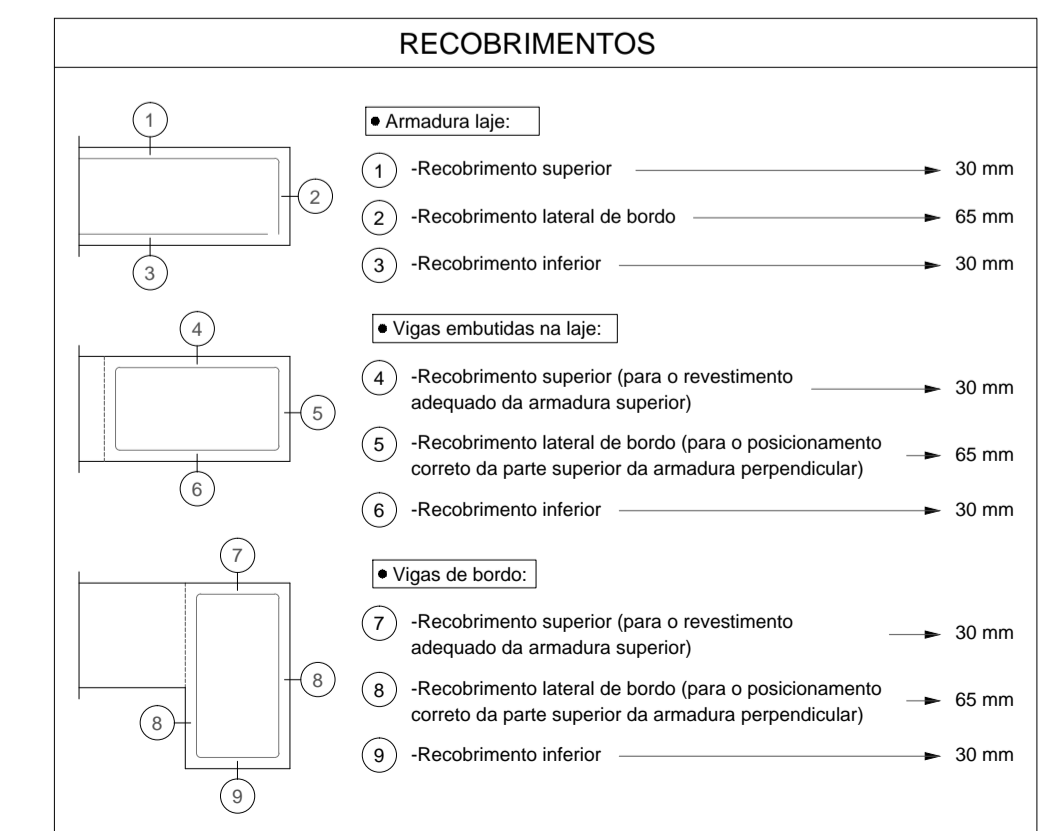 RECOBRIMENTOS
1
2
3
• Armadura laje:
1 -Recobrimento superior 30 mm
2 -Recobrimento lateral de bordo 65 mm
3 -Recobrimento inferior 30 mm
4
5
6
• Vigas embutidas na laje:
4 -Recobrimento superior (para o revestimento
adequado da armadura superior) 30 mm
5 -Recobrimento lateral de bordo (para o posicionamento
correto da parte superior da armadura perpendicular) 65 mm
6 -Recobrimento inferior 30 mm
7
8
8
9
• Vigas de bordo:
7 -Recobrimento superior (para o revestimento
adequado da armadura superior) 30 mm
8 -Recobrimento lateral de bordo (para o posicionamento
correto da parte superior da armadura perpendicular) 65 mm
9 -Recobrimento inferior 30 mm